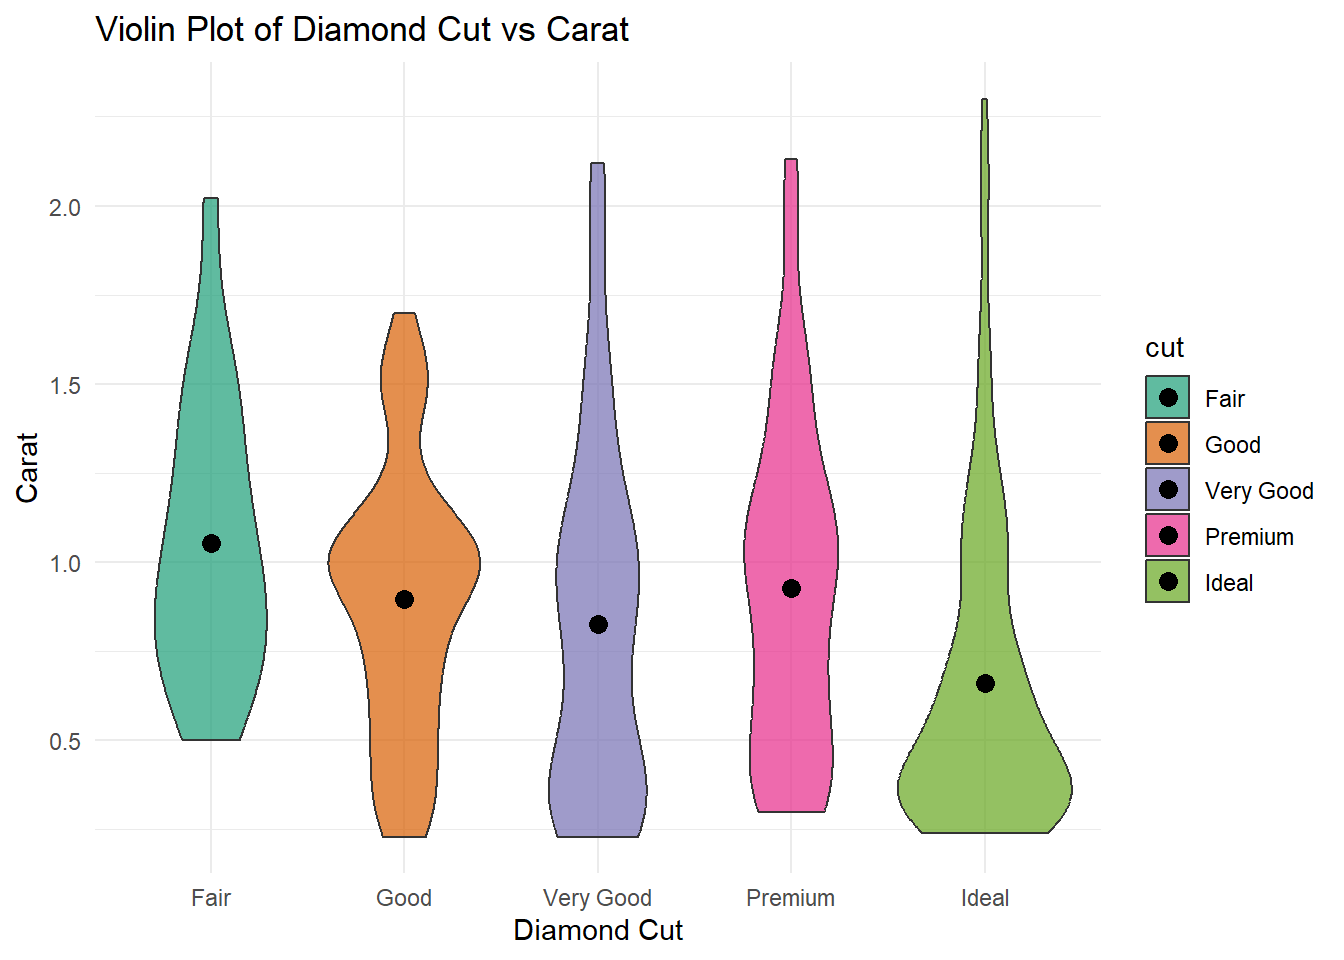 Violin Plot of Diamond Cut vs Carat
2.0
1.5
1.0
0.5
Carat
Fair
Good
Very Good
Premium
Ideal
Diamond Cut
cut
Fair
Good
Very Good
Premium
Ideal